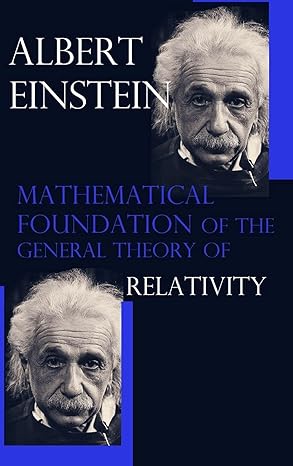 ALBERT
EINSTEIN
MATHEMATICAL
FOUNDATION OF THE
GENERAL THEORY OF
RELATIVITY